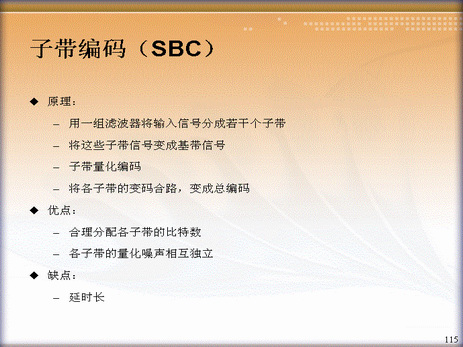 子带编码（SBC）
◆ 原理：
– 用一组滤波器将输入信号分成若干个子带
– 将这些子带信号变成基带信号
– 子带量化编码
– 将各子带的变码合路，变成总编码
◆ 优点：
– 合理分配各子带的比特数
– 各子带的量化噪声相互独立
◆ 缺点：
– 延时长
115